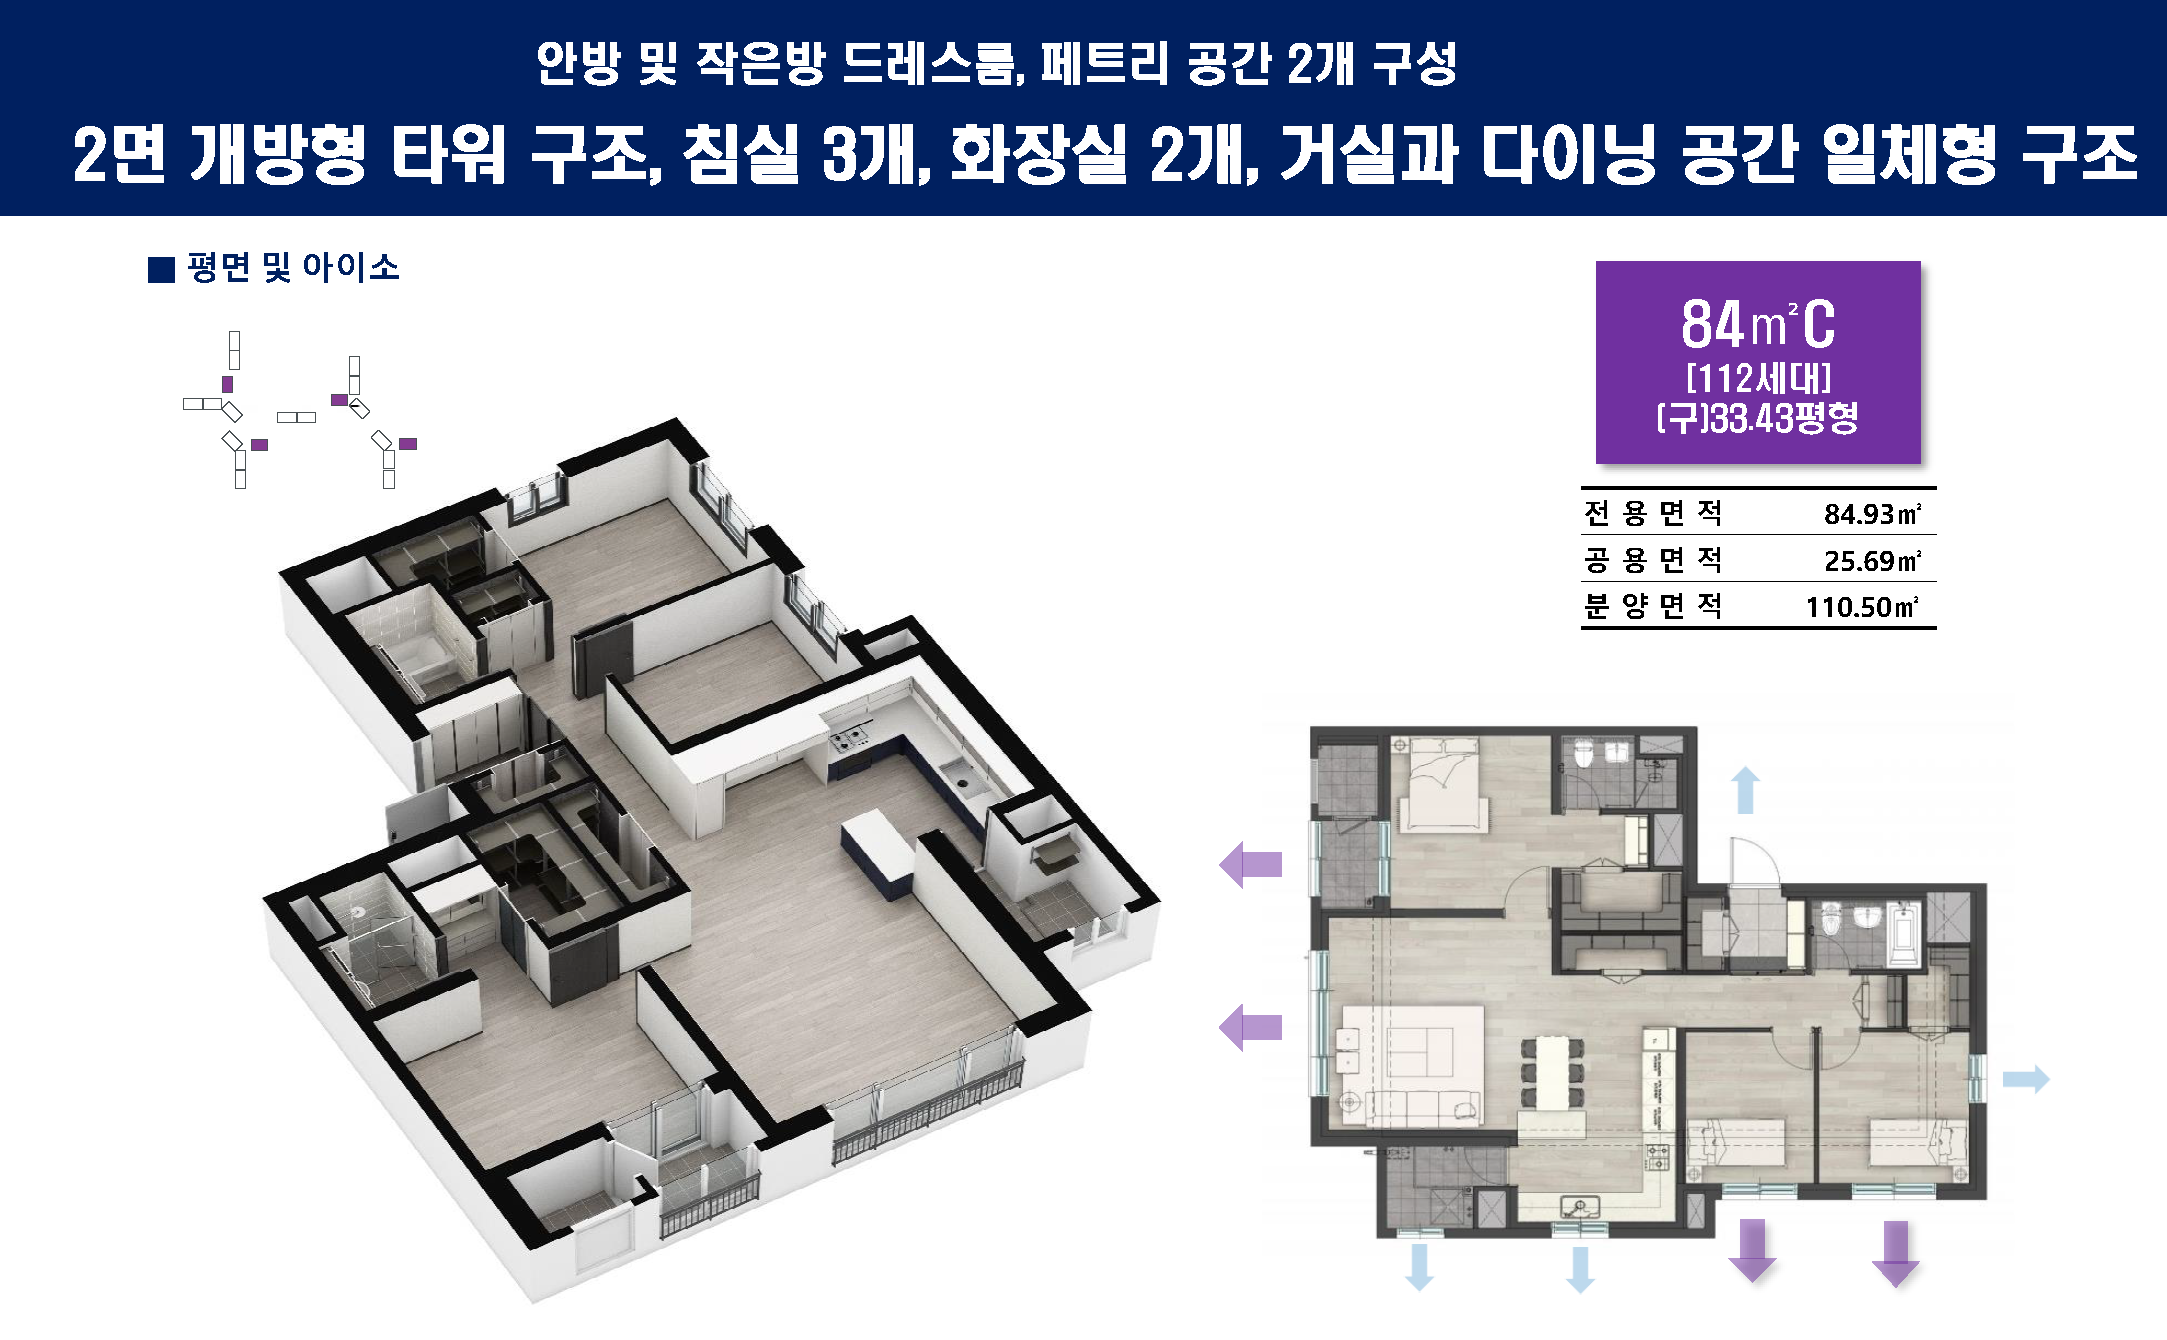 안방 및 작은방 드레스룸, 페트리 공간 2개 구성
2면 개방형 타워 구조, 침실 3개, 화장실 2개, 거실과 다이닝 공간 일체형 구조
■ 평면 및 아이소
84㎡C
[112세대]
(구)33.43평형
전용면적 84.93㎡
공용면적 25.69㎡
분양면적 110.50㎡